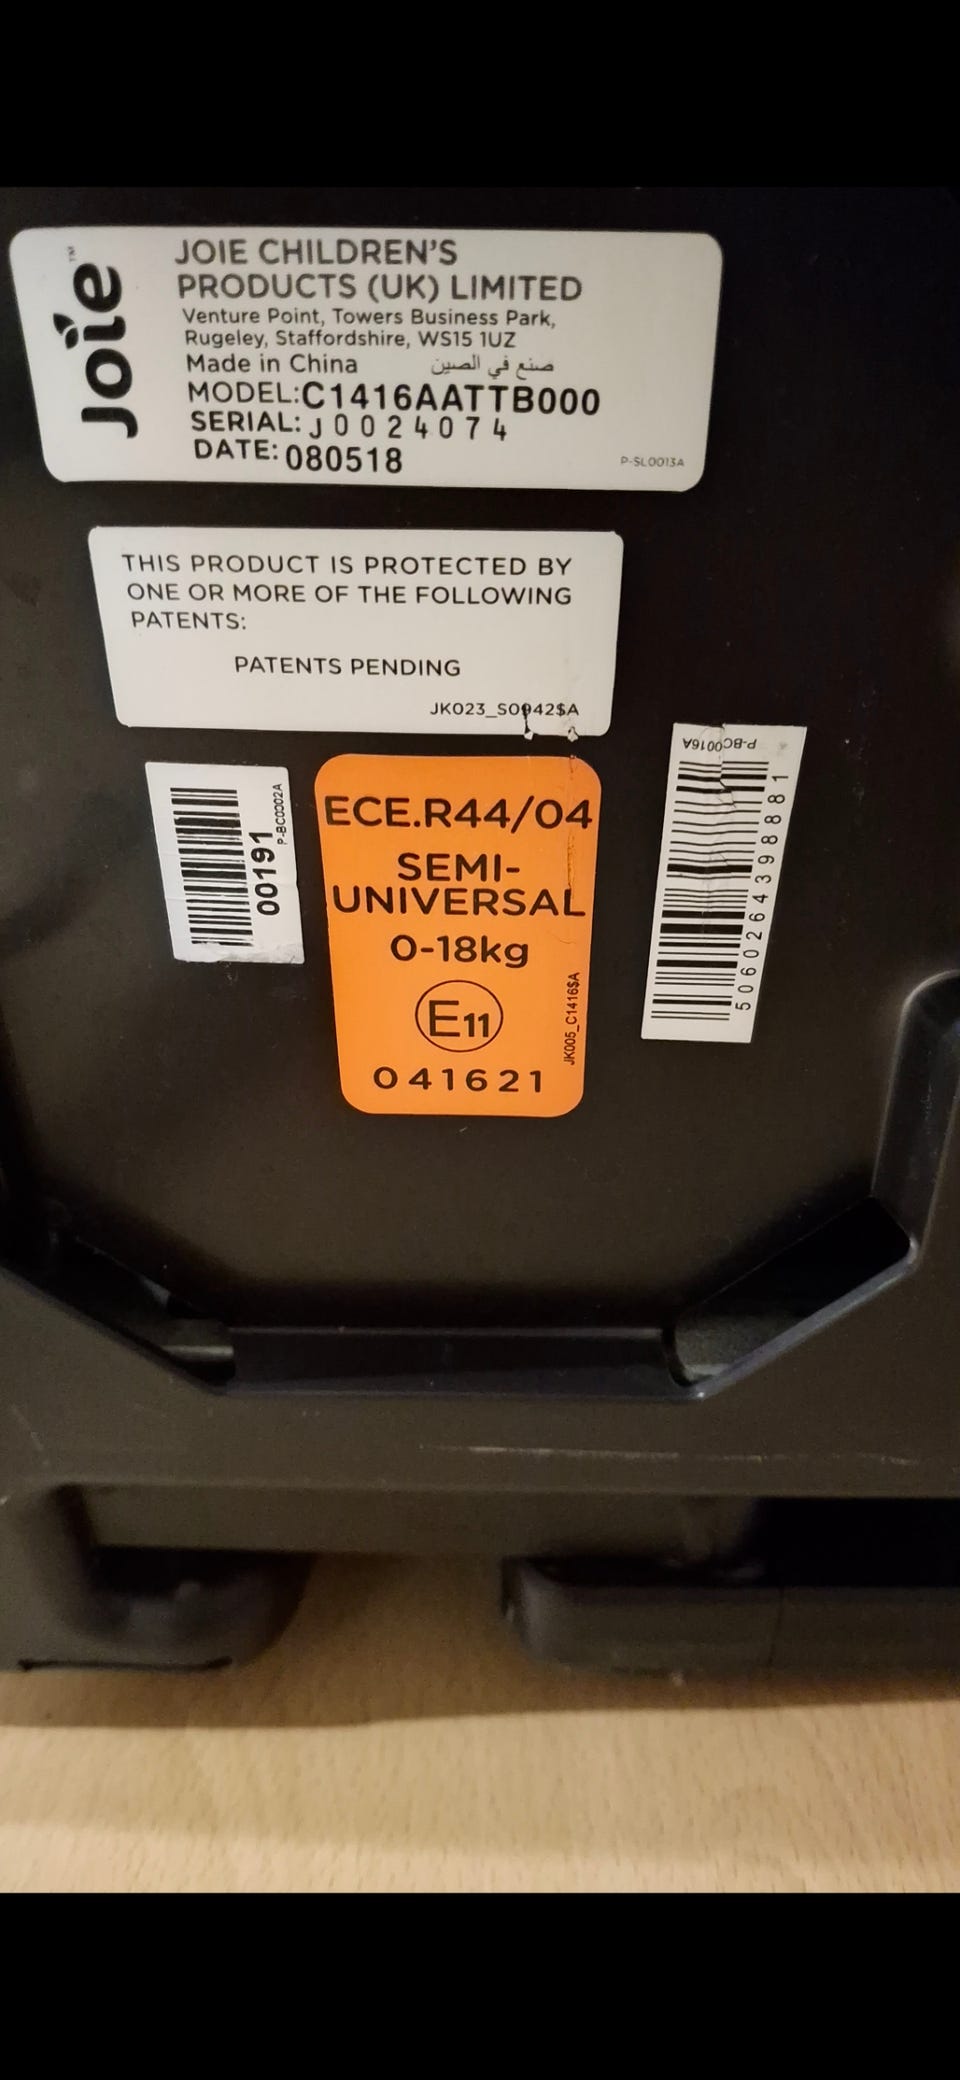 Joie™
JOIE CHILDREN'S
PRODUCTS (UK) LIMITED
Venture Point, Towers Business Park,
Rugeley, Staffordshire, WS15 1UZ
Made in China صنع في الصين
MODEL:C1416AATTB000
SERIAL: J0024074
DATE: 080518
P-SL0013A
THIS PRODUCT IS PROTECTED BY
ONE OR MORE OF THE FOLLOWING
PATENTS:
PATENTS PENDING
JK023_S0942$A
00191
P-BC0002A
ECE.R44/04
SEMI-
UNIVERSAL
0-18kg
E11
041621
JK005_C1416$A
P-BC0016A
5060264398881